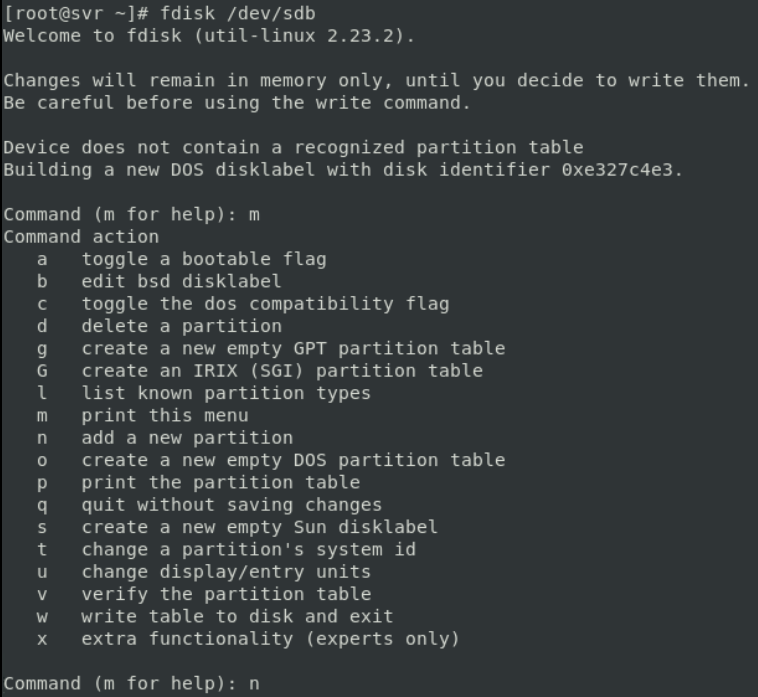 [root@svr ~]# fdisk /dev/sdb
Welcome to fdisk (util-linux 2.23.2).

Changes will remain in memory only, until you decide to write them.
Be careful before using the write command.

Device does not contain a recognized partition table
Building a new DOS disklabel with disk identifier 0xe327c4e3.

Command (m for help): m
Command action
   a   toggle a bootable flag
   b   edit bsd disklabel
   c   toggle the dos compatibility flag
   d   delete a partition
   g   create a new empty GPT partition table
   G   create an IRIX (SGI) partition table
   l   list known partition types
   m   print this menu
   n   add a new partition
   o   create a new empty DOS partition table
   p   print the partition table
   q   quit without saving changes
   s   create a new empty Sun disklabel
   t   change a partition's system id
   u   change display/entry units
   v   verify the partition table
   w   write table to disk and exit
   x   extra functionality (experts only)

Command (m for help): n